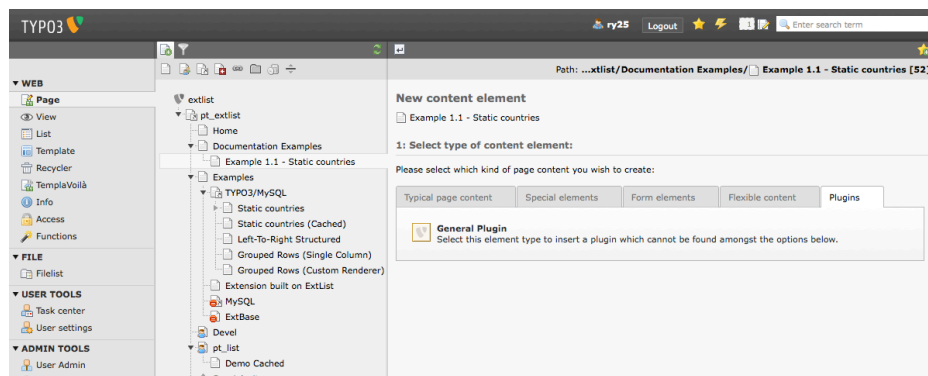 TYPO3
ry25
Logout
Enter search term
Path: ...xtlist/Documentation Examples/ Example 1.1 - Static countries [52]
WEB
Page
View
List
Template
Recycler
TemplaVoilà
Info
Access
Functions
FILE
Filelist
USER TOOLS
Task center
User settings
ADMIN TOOLS
User Admin
extlist
pt_extlist
Home
Documentation Examples
Example 1.1 - Static countries
Examples
TYPO3/MySQL
Static countries
Static countries (Cached)
Left-To-Right Structured
Grouped Rows (Single Column)
Grouped Rows (Custom Renderer)
Extension built on ExtList
MySQL
ExtBase
Devel
pt_list
Demo Cached
New content element
Example 1.1 - Static countries
1: Select type of content element:
Please select which kind of page content you wish to create:
Typical page content
Special elements
Form elements
Flexible content
Plugins
General Plugin
Select this element type to insert a plugin which cannot be found amongst the options below.